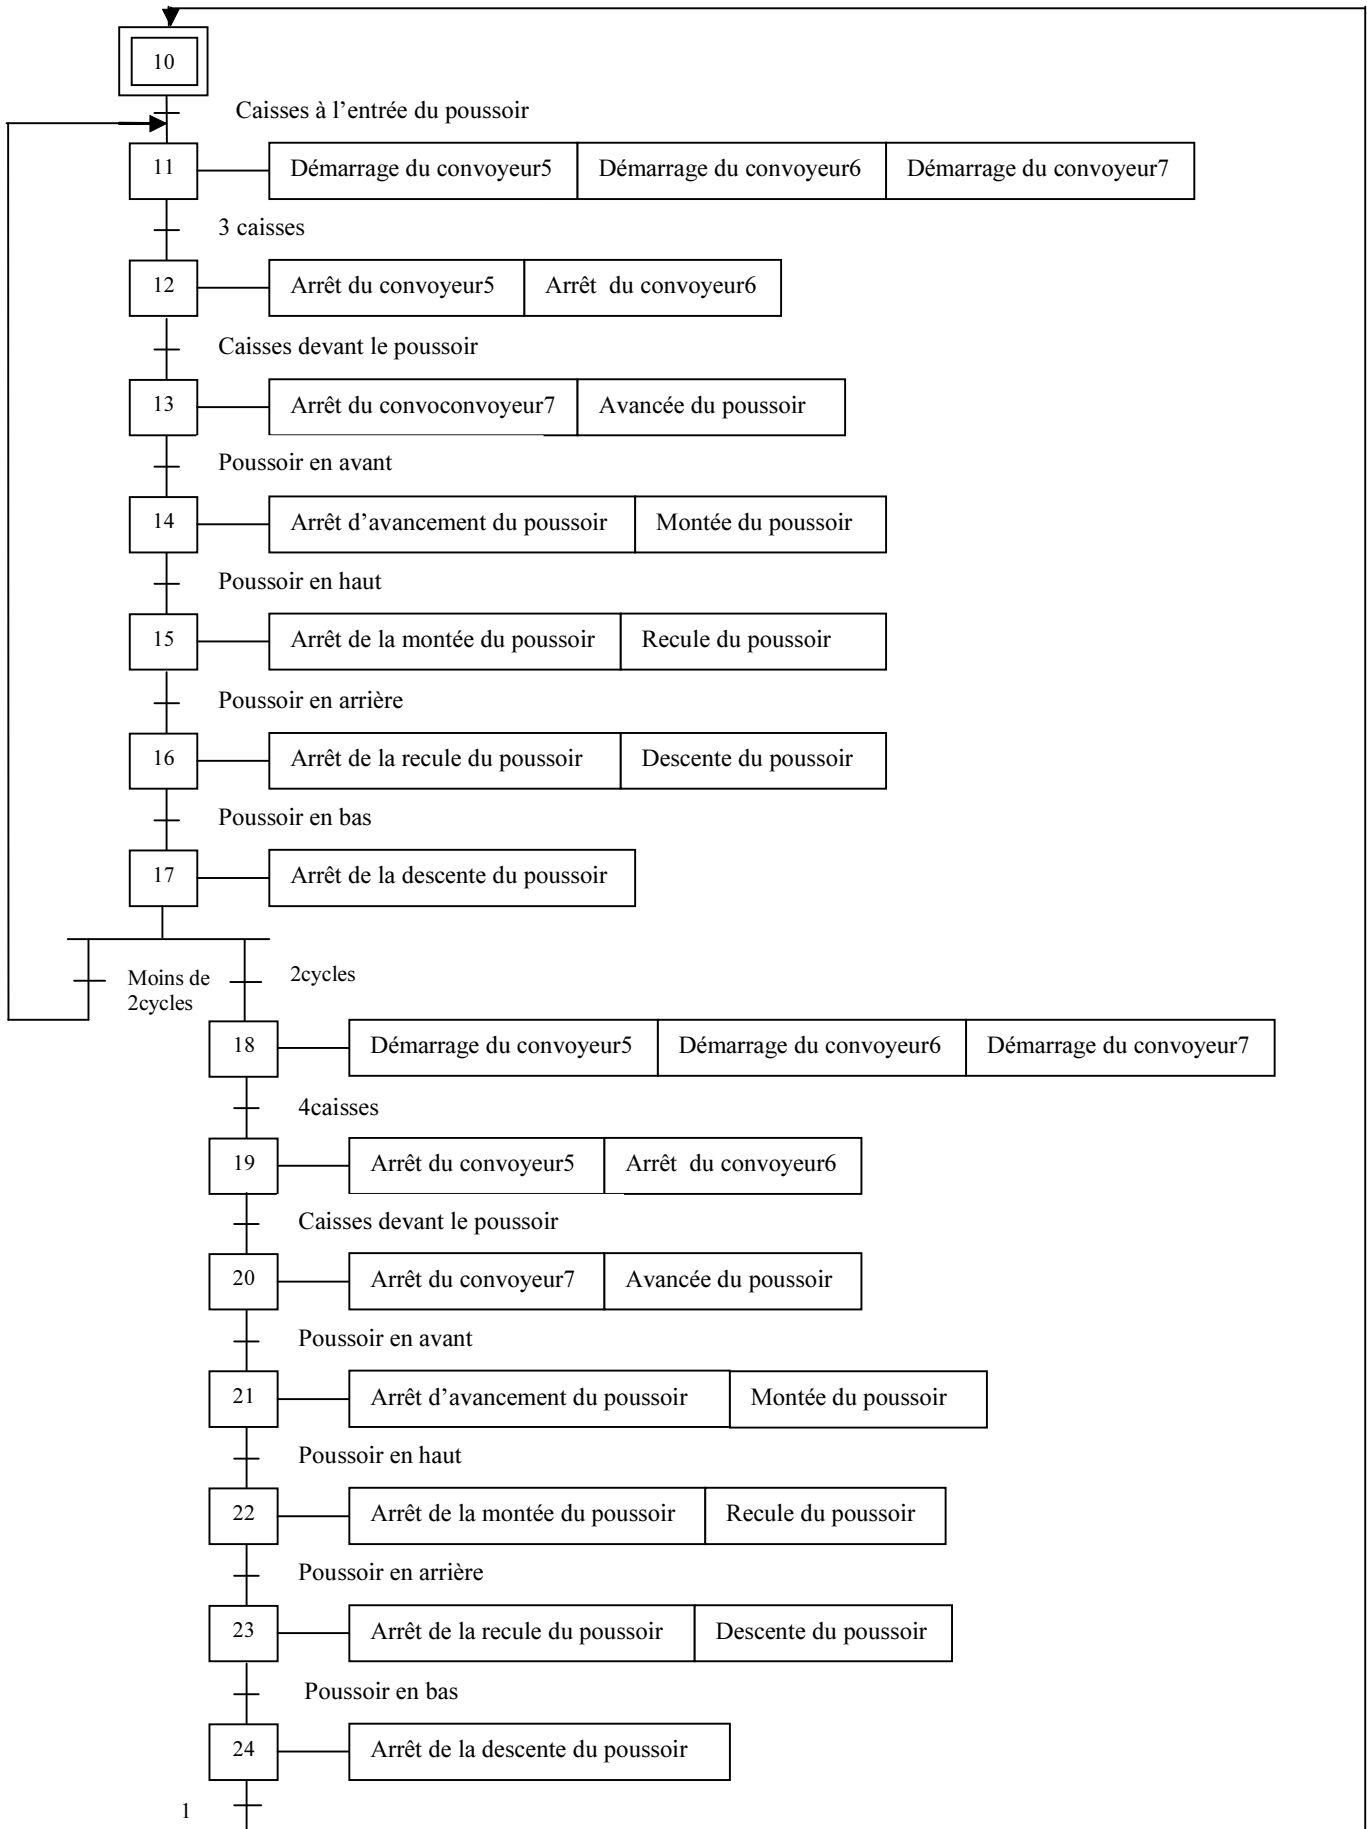 10
Caisses à l’entrée du poussoir
11 Démarrage du convoyeur5 Démarrage du convoyeur6 Démarrage du convoyeur7
3 caisses
12 Arrêt du convoyeur5 Arrêt du convoyeur6
Caisses devant le poussoir
13 Arrêt du convoconvoyeur7 Avancée du poussoir
Poussoir en avant
14 Arrêt d’avancement du poussoir Montée du poussoir
Poussoir en haut
15 Arrêt de la montée du poussoir Recule du poussoir
Poussoir en arrière
16 Arrêt de la recule du poussoir Descente du poussoir
Poussoir en bas
17 Arrêt de la descente du poussoir
Moins de
2cycles
2cycles
18 Démarrage du convoyeur5 Démarrage du convoyeur6 Démarrage du convoyeur7
4caisses
19 Arrêt du convoyeur5 Arrêt du convoyeur6
Caisses devant le poussoir
20 Arrêt du convoyeur7 Avancée du poussoir
Poussoir en avant
21 Arrêt d’avancement du poussoir Montée du poussoir
Poussoir en haut
22 Arrêt de la montée du poussoir Recule du poussoir
Poussoir en arrière
23 Arrêt de la recule du poussoir Descente du poussoir
Poussoir en bas
24 Arrêt de la descente du poussoir
1